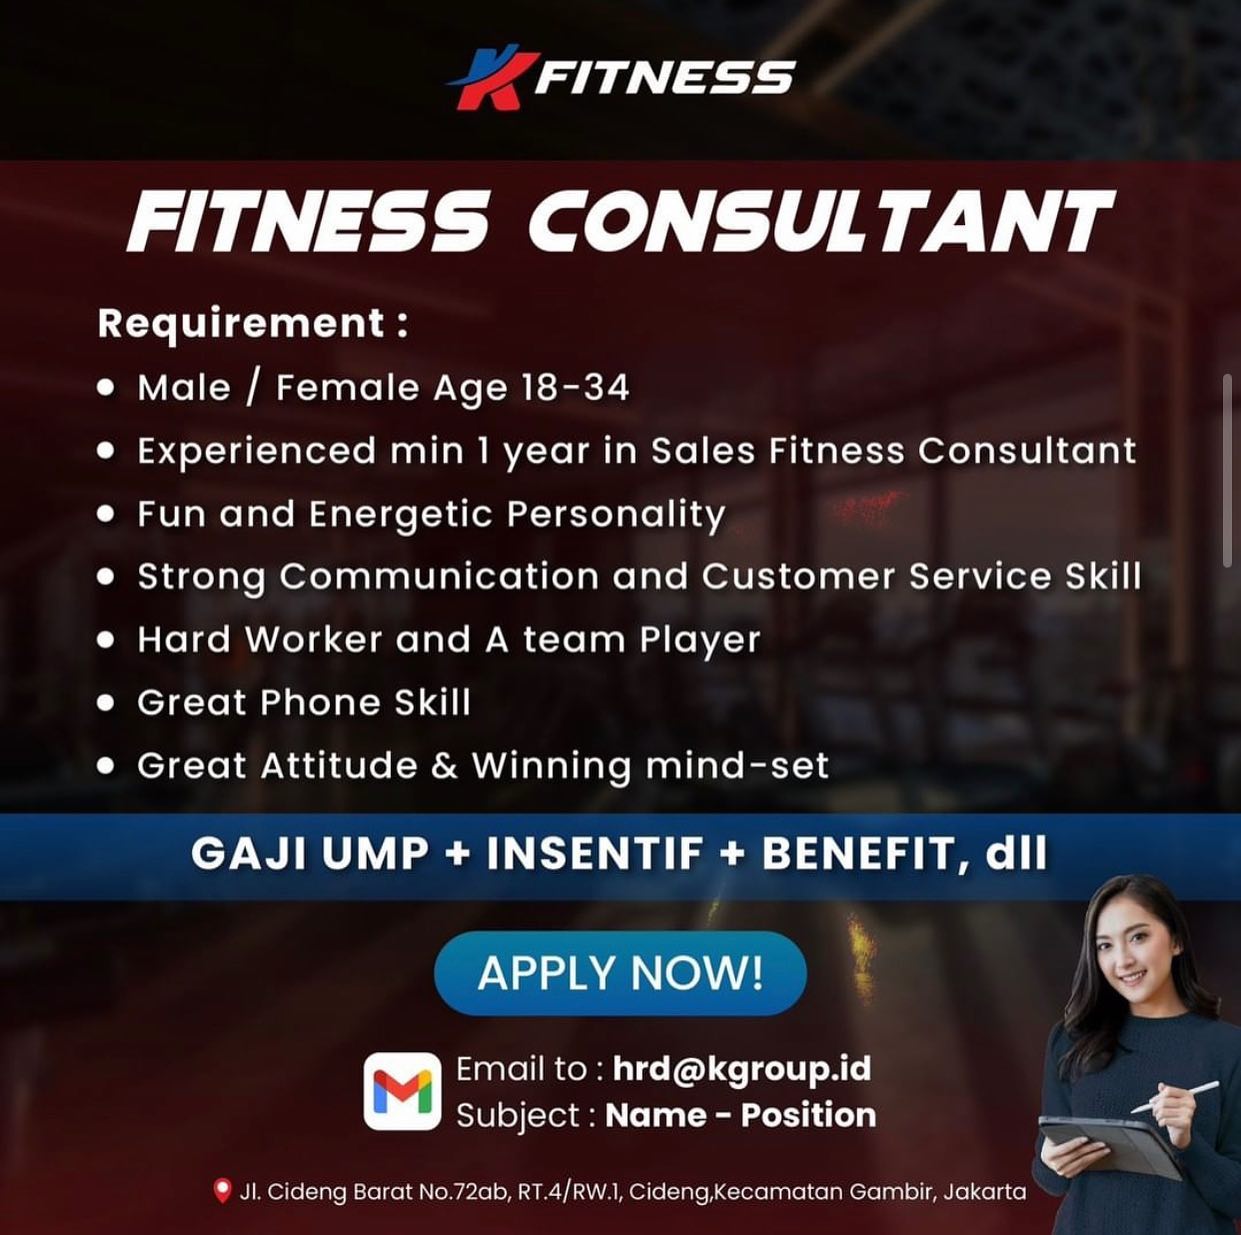 K FITNESS
FITNESS CONSULTANT
Requirement :
• Male / Female Age 18-34
• Experienced min 1 year in Sales Fitness Consultant
• Fun and Energetic Personality
• Strong Communication and Customer Service Skill
• Hard Worker and A team Player
• Great Phone Skill
• Great Attitude & Winning mind-set
GAJI UMP + INSENTIF + BENEFIT, dll
APPLY NOW!
Email to : hrd@kgroup.id
Subject : Name - Position
Jl. Cideng Barat No.72ab, RT.4/RW.1, Cideng,Kecamatan Gambir, Jakarta